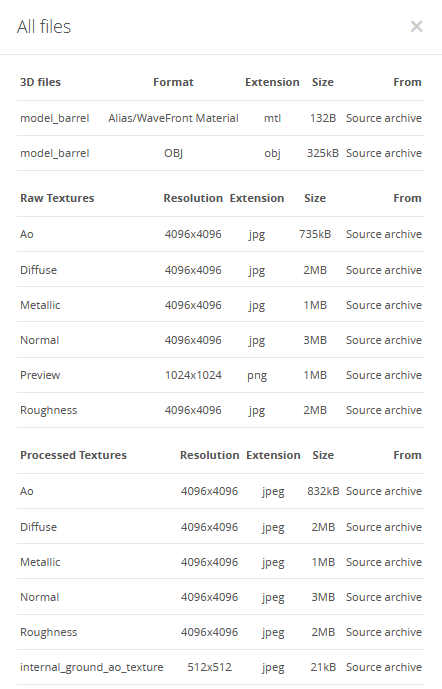 All files
3D files Format Extension Size From
model_barrel Alias/WaveFront Material mtl 132B Source archive
model_barrel OBJ obj 325kB Source archive
Raw Textures Resolution Extension Size From
Ao 4096x4096 jpg 735kB Source archive
Diffuse 4096x4096 jpg 2MB Source archive
Metallic 4096x4096 jpg 1MB Source archive
Normal 4096x4096 jpg 3MB Source archive
Preview 1024x1024 png 1MB Source archive
Roughness 4096x4096 jpg 2MB Source archive
Processed Textures Resolution Extension Size From
Ao 4096x4096 jpeg 832kB Source archive
Diffuse 4096x4096 jpeg 2MB Source archive
Metallic 4096x4096 jpeg 1MB Source archive
Normal 4096x4096 jpeg 3MB Source archive
Roughness 4096x4096 jpeg 2MB Source archive
internal_ground_ao_texture 512x512 jpeg 21kB Source archive